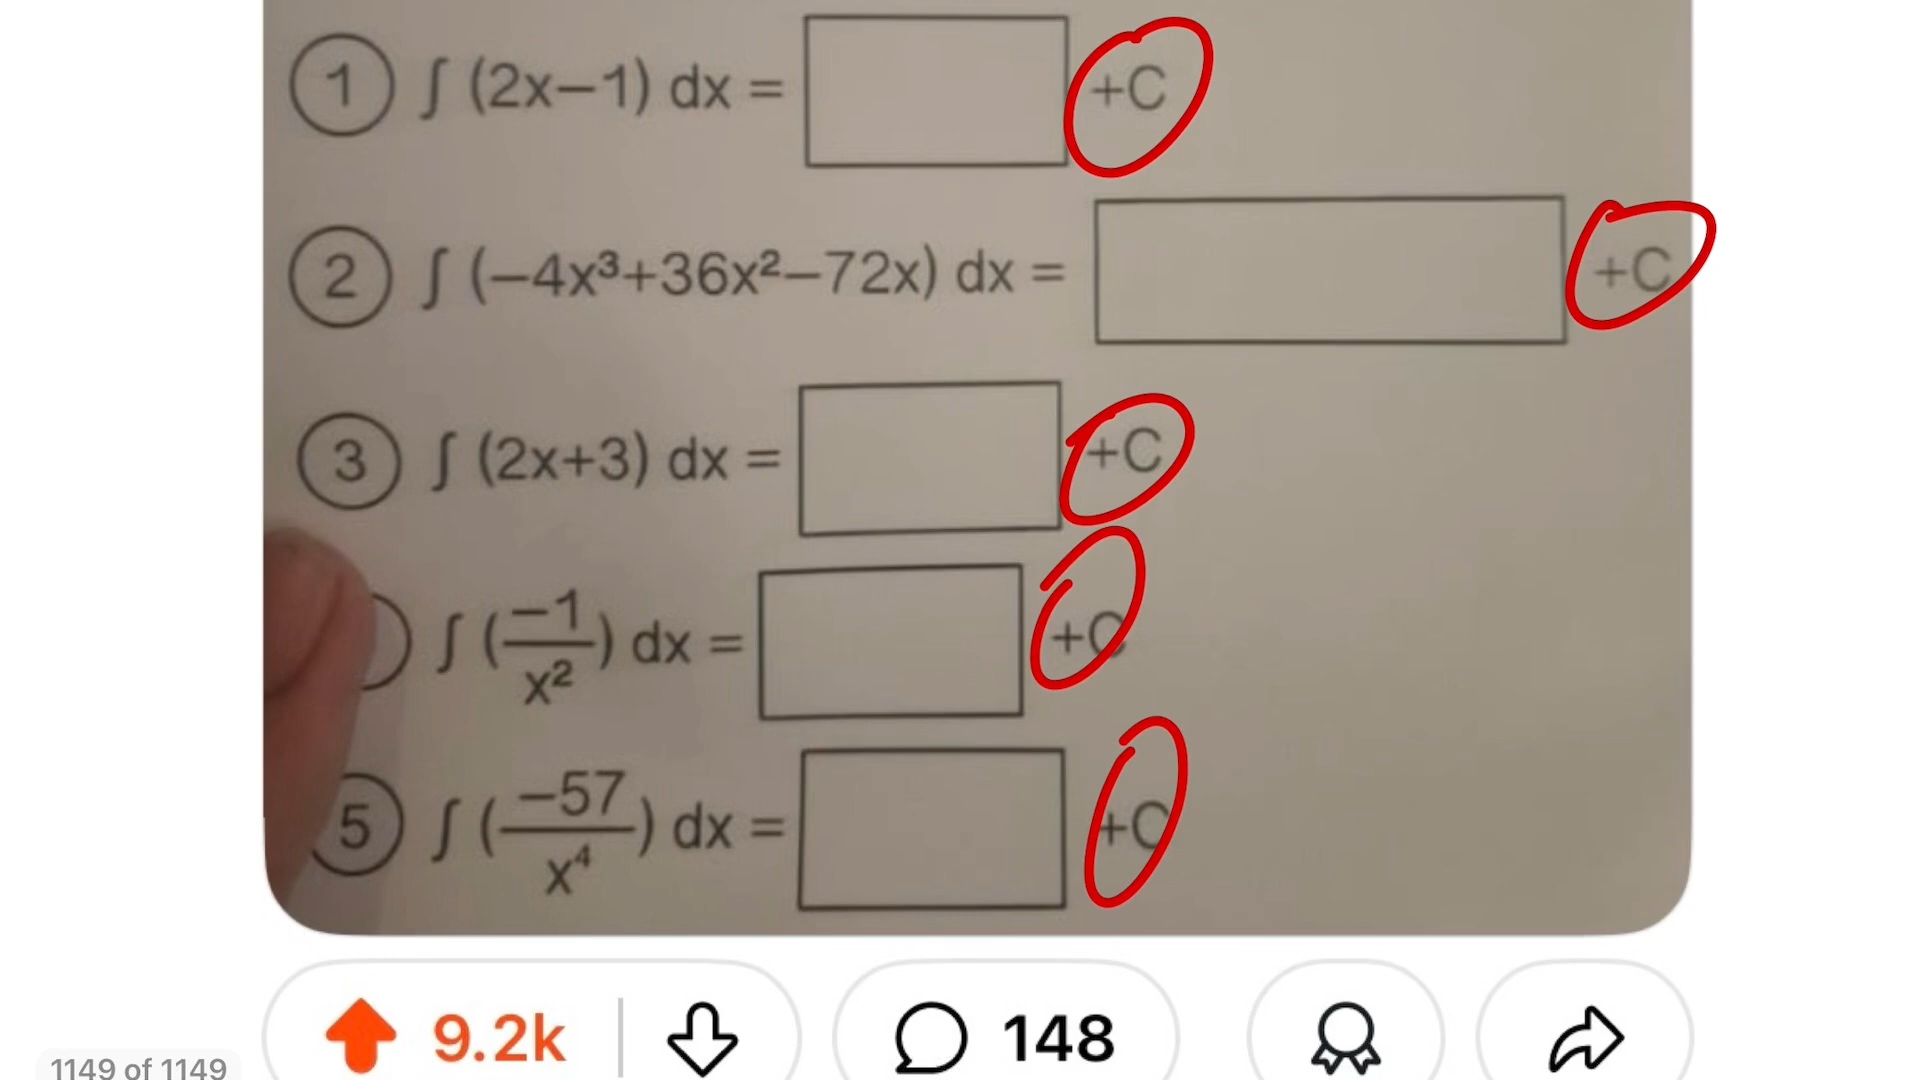 1 ∫ (2x−1) dx = +C
2 ∫ (−4x³+36x²−72x) dx = +C
3 ∫ (2x+3) dx = +C
∫ (−1/x²) dx = +C
5 ∫ (−57/x⁴) dx = +C
9.2k 148
1149 of 1149